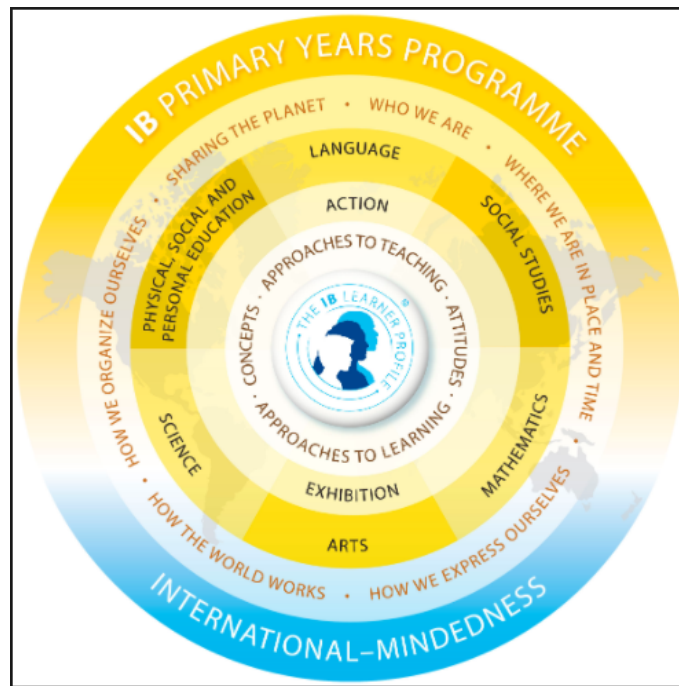 IB PRIMARY YEARS PROGRAMME
SHARING THE PLANET
WHO WE ARE
WHERE WE ARE IN PLACE AND TIME
HOW WE EXPRESS OURSELVES
HOW THE WORLD WORKS
HOW WE ORGANIZE OURSELVES
LANGUAGE
SOCIAL STUDIES
MATHEMATICS
ARTS
SCIENCE
PHYSICAL, SOCIAL AND
PERSONAL EDUCATION
ACTION
EXHIBITION
APPROACHES TO TEACHING
ATTITUDES
APPROACHES TO LEARNING
CONCEPTS
THE IB LEARNER PROFILE
INTERNATIONAL–MINDEDNESS